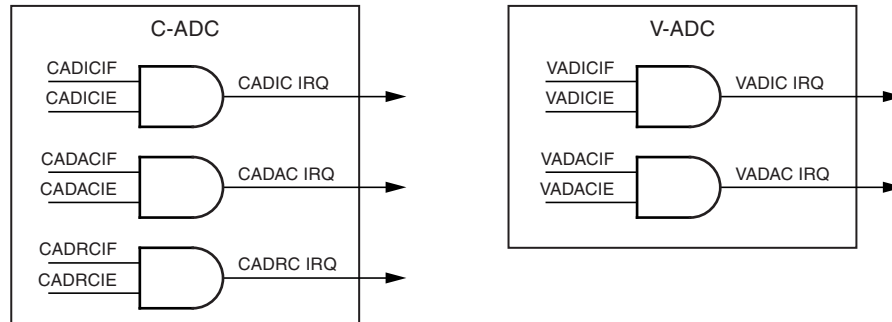 C-ADC
CADICIF
CADICIE
CADIC IRQ
CADACIF
CADACIE
CADAC IRQ
CADRCIF
CADRCIE
CADRC IRQ
V-ADC
VADICIF
VADICIE
VADIC IRQ
VADACIF
VADACIE
VADAC IRQ